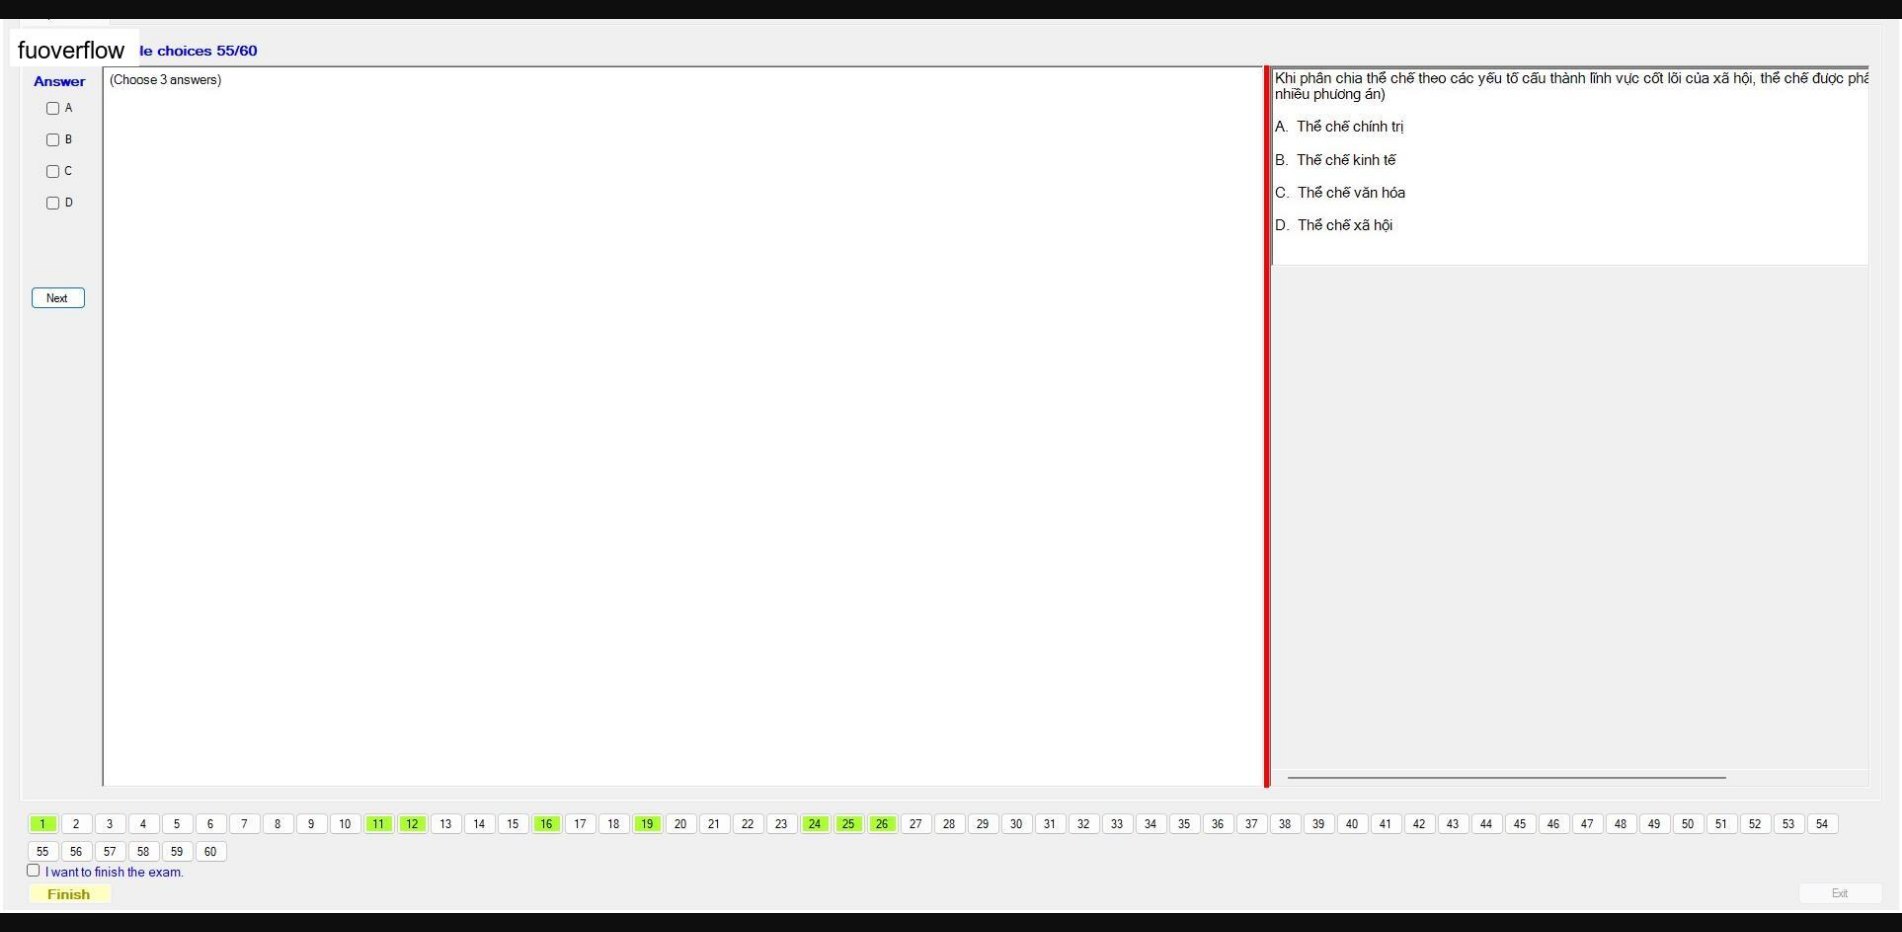 fuoverflow le choices 55/60
Answer
(Choose 3 answers)
A
B
C
D
Next
Khi phân chia thể chế theo các yếu tố cấu thành lĩnh vực cốt lõi của xã hội, thể chế được
nhiều phương án)
A. Thể chế chính trị
B. Thế chế kinh tế
C. Thể chế văn hóa
D. Thể chế xã hội
1 2 3 4 5 6 7 8 9 10 11 12 13 14 15 16 17 18 19 20 21 22 23 24 25 26 27 28 29 30 31 32 33 34 35 36 37 38 39 40 41 42 43 44 45 46 47 48 49 50 51 52 53 54
55 56 57 58 59 60
I want to finish the exam.
Finish
Exit